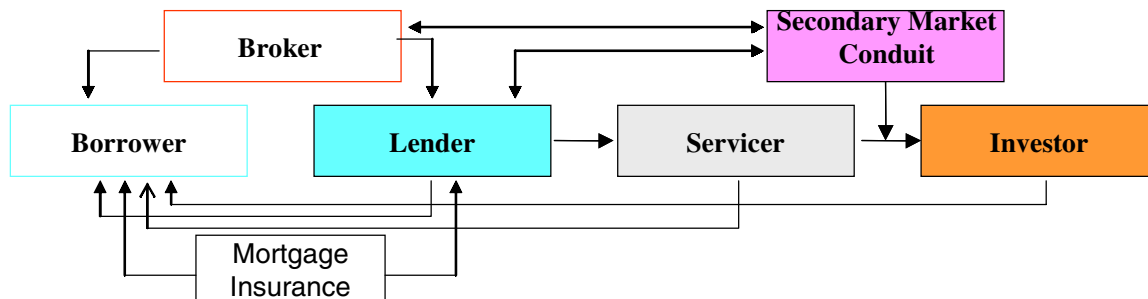 Secondary Market
Conduit
Broker
Borrower
Lender
Servicer
Investor
Mortgage
Insurance